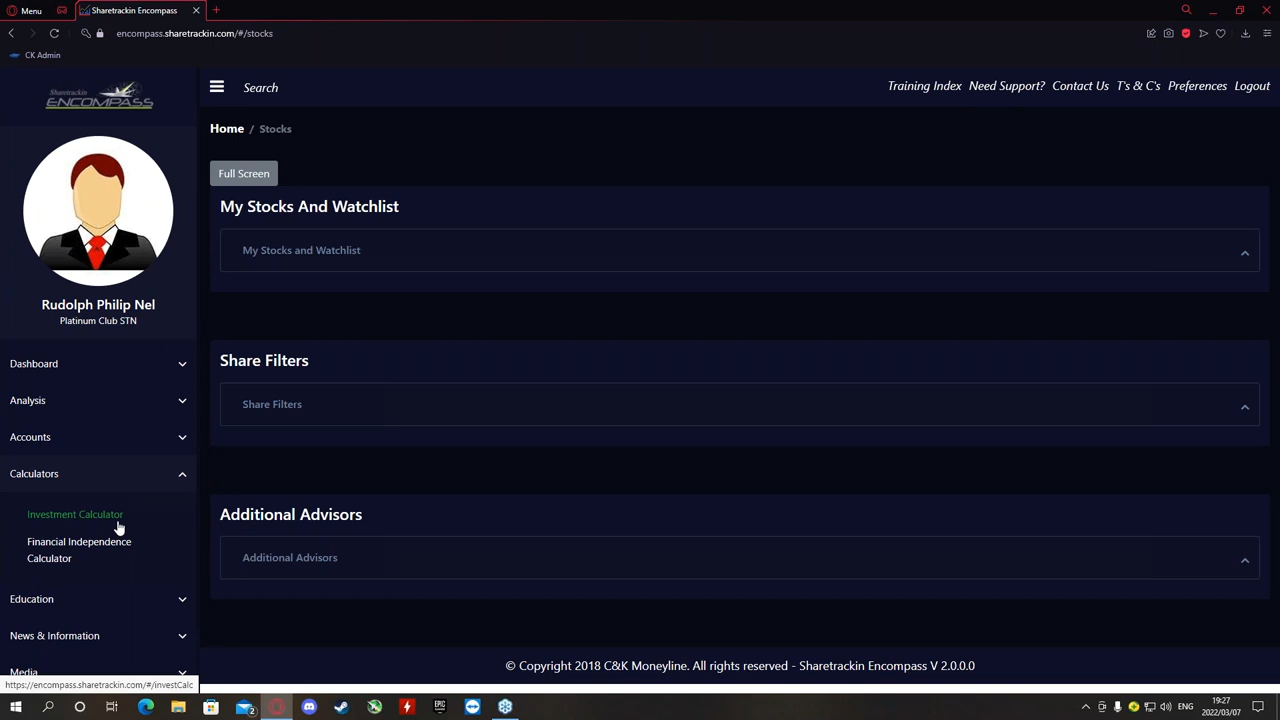 Menu
Sharetrackin Encompass
encompass.sharetrackin.com/#/stocks
CK Admin
Sharetrackin
ENCOMPASS
Search
Training Index Need Support? Contact Us T's & C's Preferences Logout
Home / Stocks
Full Screen
My Stocks And Watchlist
My Stocks and Watchlist
Rudolph Philip Nel
Platinum Club STN
Share Filters
Share Filters
Dashboard
Analysis
Accounts
Calculators
Investment Calculator
Financial Independence
Calculator
Education
News & Information
Media
Additional Advisors
Additional Advisors
© Copyright 2018 C&K Moneyline. All rights reserved - Sharetrackin Encompass V 2.0.0.0
https://encompass.sharetrackin.com/#/investCalc
2
EPIC
ENG
19:27
2022/03/07